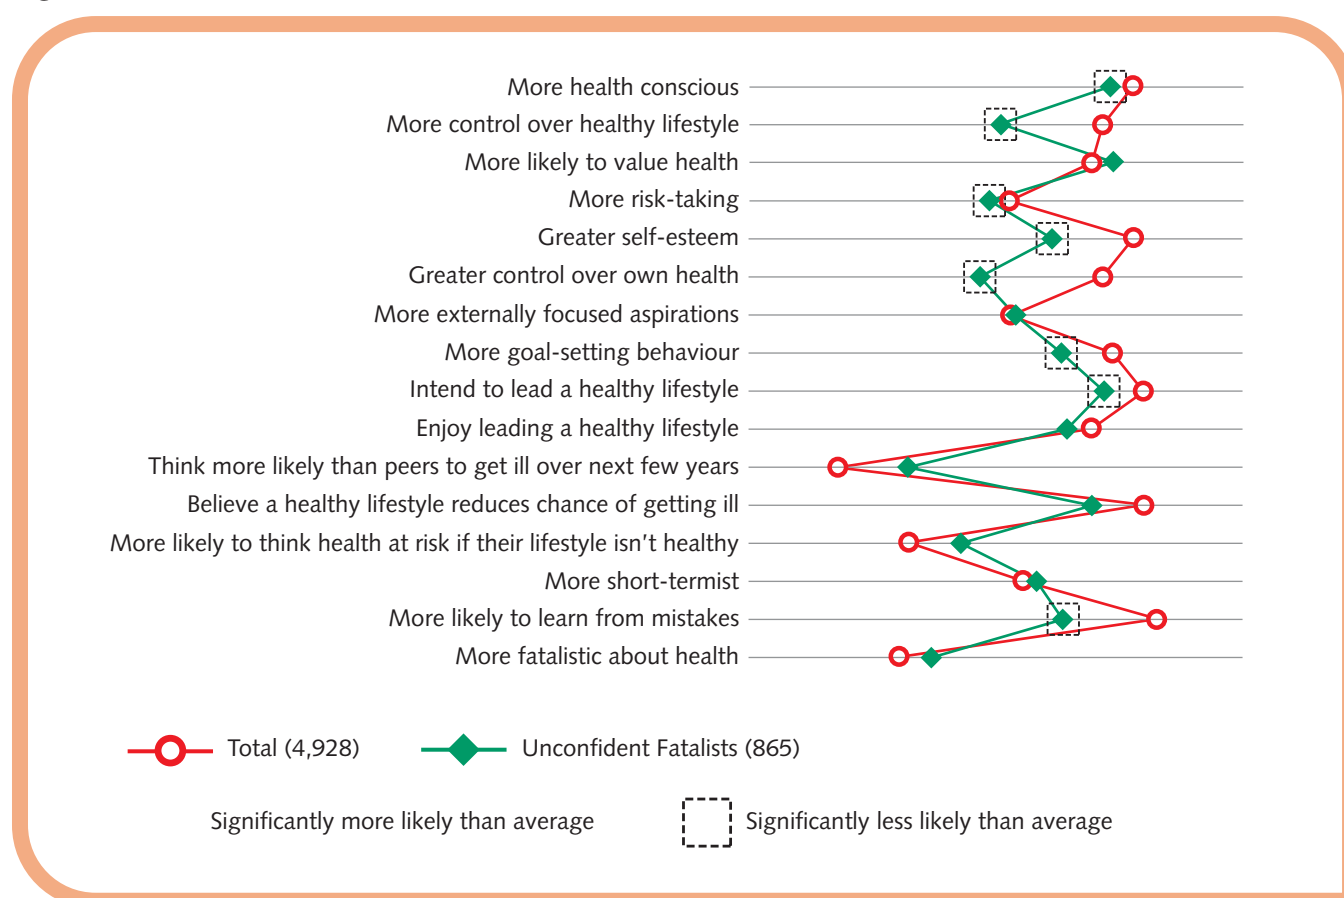 More health conscious
More control over healthy lifestyle
More likely to value health
More risk-taking
Greater self-esteem
Greater control over own health
More externally focused aspirations
More goal-setting behaviour
Intend to lead a healthy lifestyle
Enjoy leading a healthy lifestyle
Think more likely than peers to get ill over next few years
Believe a healthy lifestyle reduces chance of getting ill
More likely to think health at risk if their lifestyle isn't healthy
More short-termist
More likely to learn from mistakes
More fatalistic about health
Total (4,928) Unconfident Fatalists (865)
Significantly more likely than average Significantly less likely than average